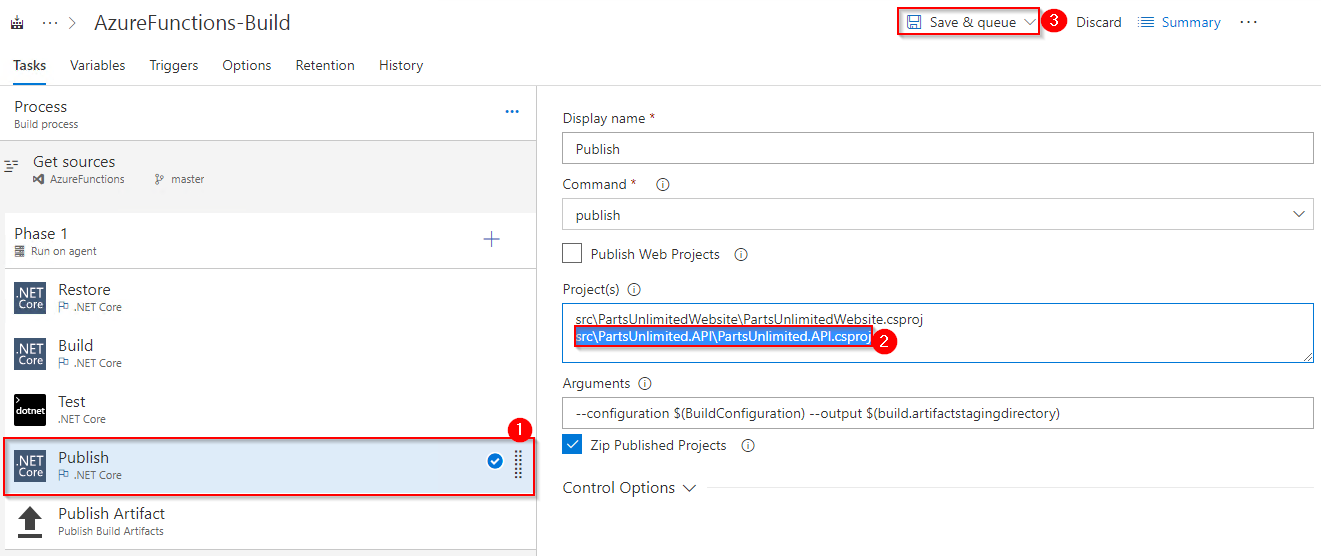 ··· > AzureFunctions-Build
Save & queue 3 Discard Summary ···
Tasks Variables Triggers Options Retention History
Process ···
Build process
Get sources
AzureFunctions master
Phase 1
Run on agent
.NET Core Restore
.NET Core
.NET Core Build
.NET Core
>dotnet Test
.NET Core
1
.NET Core Publish
.NET Core
Publish Artifact
Publish Build Artifacts
Display name *
Publish
Command *
publish
Publish Web Projects
Project(s)
src\PartsUnlimitedWebsite\PartsUnlimitedWebsite.csproj
src\PartsUnlimited.API\PartsUnlimited.API.csproj 2
Arguments
--configuration $(BuildConfiguration) --output $(build.artifactstagingdirectory)
Zip Published Projects
Control Options